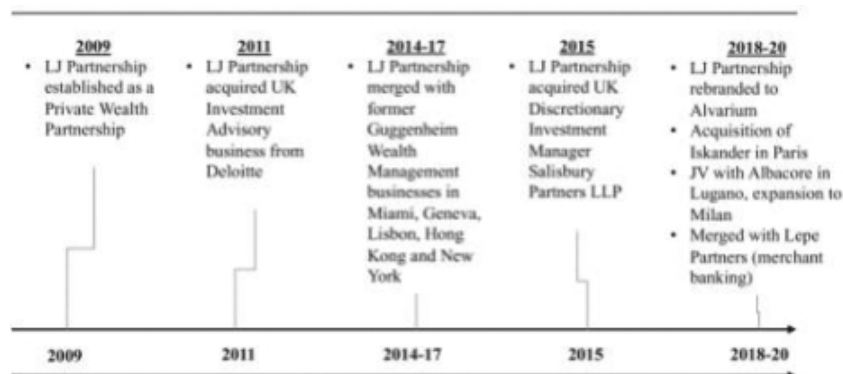 2009
• LJ Partnership
established as a
Private Wealth
Partnership
2011
• LJ Partnership
acquired UK
Investment
Advisory
business from
Deloitte
2014-17
• LJ Partnership
merged with
former
Guggenheim
Wealth
Management
businesses in
Miami, Geneva,
Lisbon, Hong
Kong and New
York
2015
• LJ Partnership
acquired UK
Discretionary
Investment
Manager
Salisbury
Partners LLP
2018-20
• LJ Partnership
rebranded to
Alvarium
• Acquisition of
Iskander in Paris
• JV with Albacore in
Lugano, expansion to
Milan
• Merged with Lepe
Partners (merchant
banking)
2009
2011
2014-17
2015
2018-20